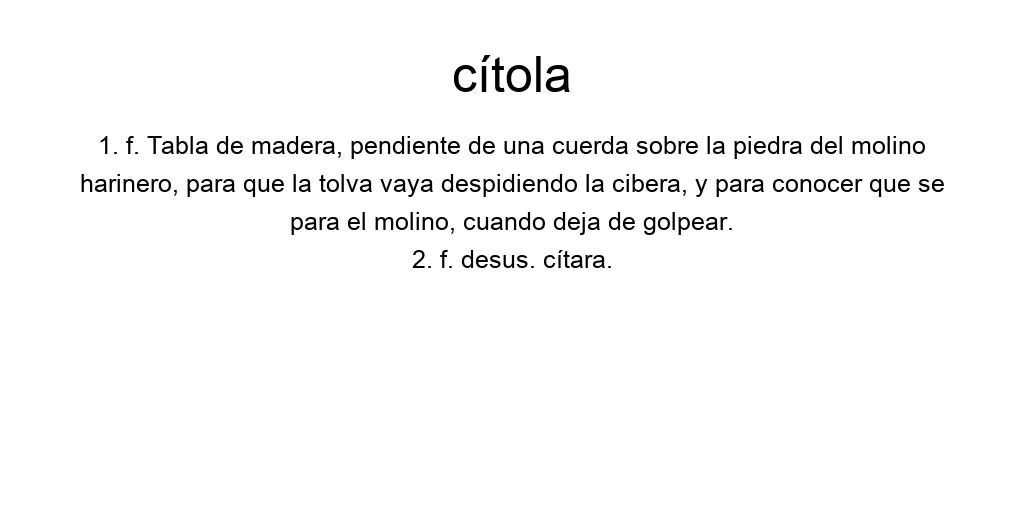 cítola
1. f. Tabla de madera, pendiente de una cuerda sobre la piedra del molino
harinero, para que la tolva vaya despidiendo la cibera, y para conocer que se
para el molino, cuando deja de golpear.
2. f. desus. cítara.